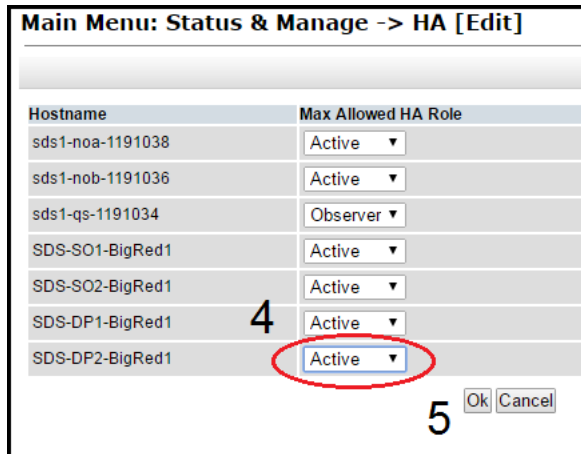 Main Menu: Status & Manage -> HA [Edit]
Hostname Max Allowed HA Role
sds1-noa-1191038 Active
sds1-nob-1191036 Active
sds1-qs-1191034 Observer
SDS-SO1-BigRed1 Active
SDS-SO2-BigRed1 Active
SDS-DP1-BigRed1 4 Active
SDS-DP2-BigRed1 Active
5 Ok Cancel